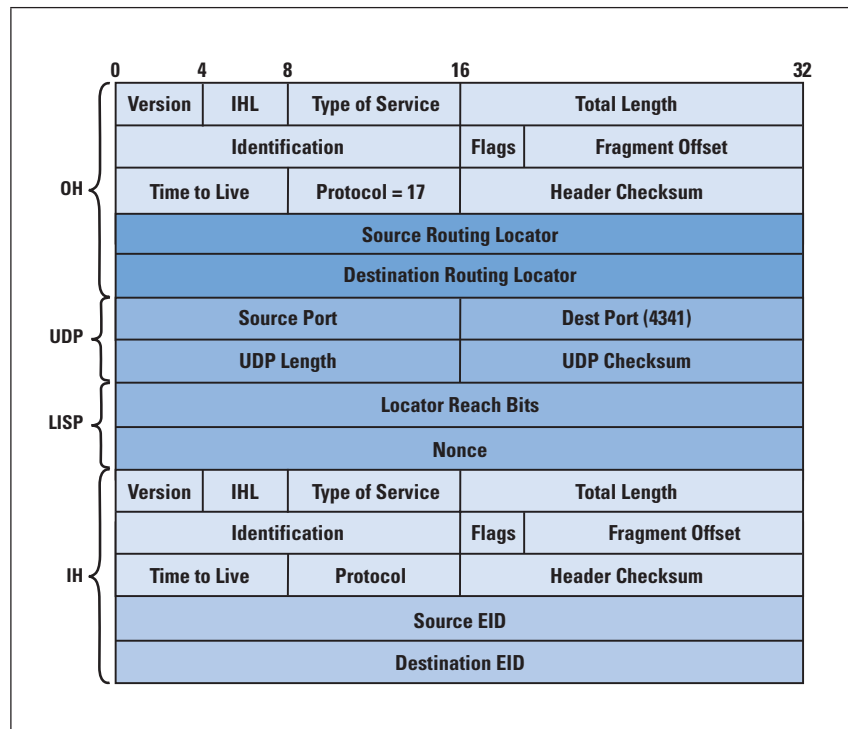 0 4 8 16 32
Version IHL Type of Service Total Length
Identification Flags Fragment Offset
OH Time to Live Protocol = 17 Header Checksum
Source Routing Locator
Destination Routing Locator
Source Port Dest Port (4341)
UDP
UDP Length UDP Checksum
Locator Reach Bits
LISP
Nonce
Version IHL Type of Service Total Length
Identification Flags Fragment Offset
IH Time to Live Protocol Header Checksum
Source EID
Destination EID